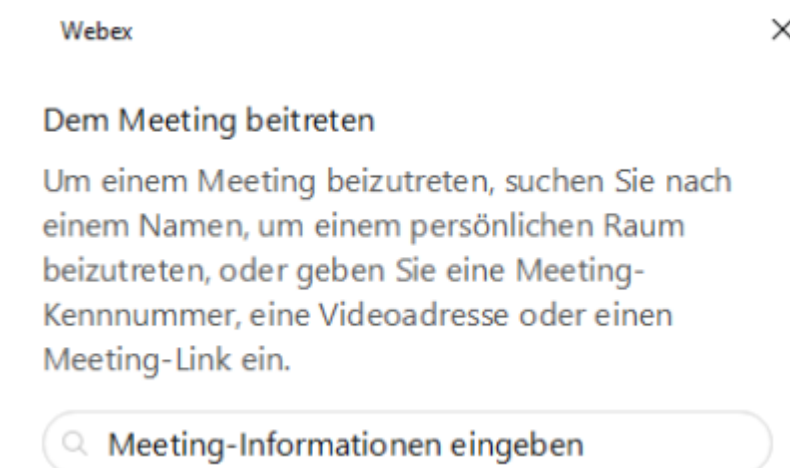 Webex
Dem Meeting beitreten
Um einem Meeting beizutreten, suchen Sie nach
einem Namen, um einem persönlichen Raum
beizutreten, oder geben Sie eine Meeting-
Kennnummer, eine Videoadresse oder einen
Meeting-Link ein.
Meeting-Informationen eingeben